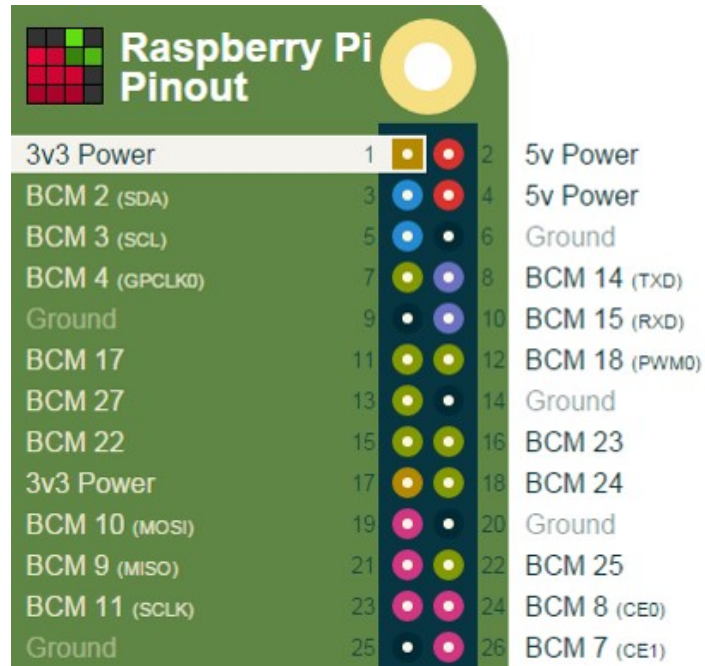 Raspberry Pi
Pinout
3v3 Power 1 2 5v Power
BCM 2 (SDA) 3 4 5v Power
BCM 3 (SCL) 5 6 Ground
BCM 4 (GPCLK0) 7 8 BCM 14 (TXD)
Ground 9 10 BCM 15 (RXD)
BCM 17 11 12 BCM 18 (PWM0)
BCM 27 13 14 Ground
BCM 22 15 16 BCM 23
3v3 Power 17 18 BCM 24
BCM 10 (MOSI) 19 20 Ground
BCM 9 (MISO) 21 22 BCM 25
BCM 11 (SCLK) 23 24 BCM 8 (CE0)
Ground 25 26 BCM 7 (CE1)